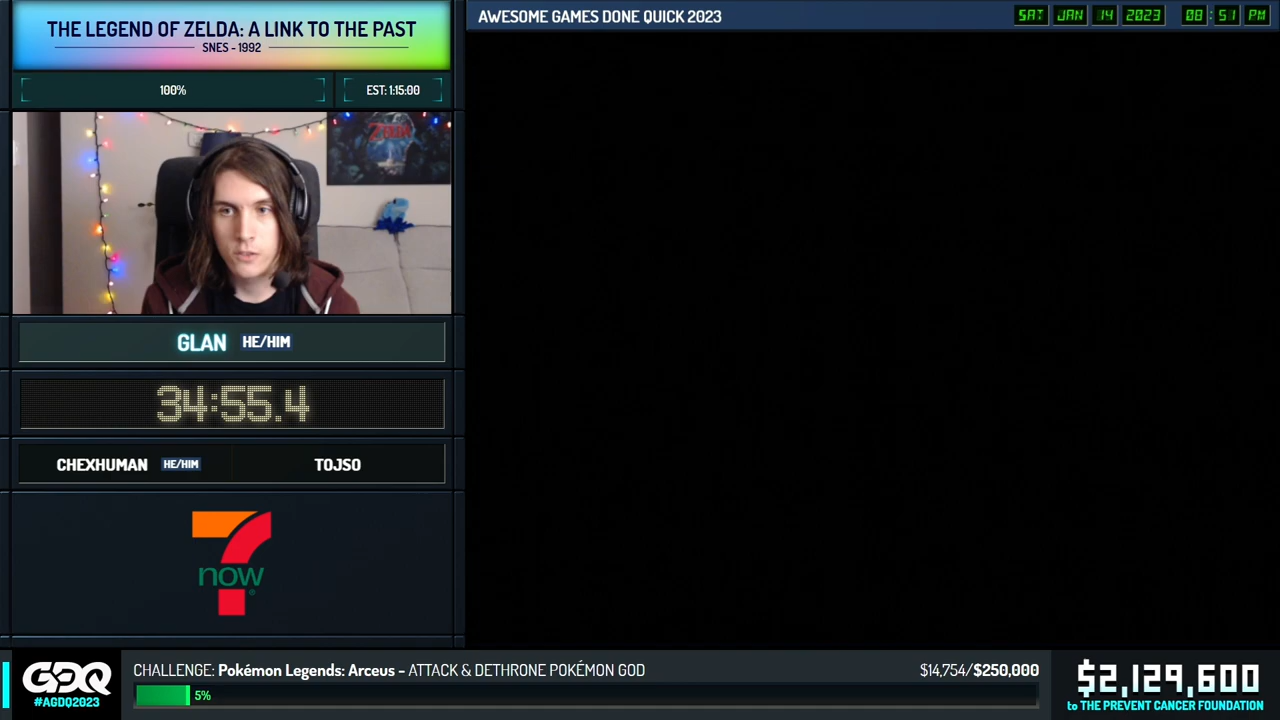 THE LEGEND OF ZELDA: A LINK TO THE PAST
SNES - 1992
100%
EST: 1:15:00
AWESOME GAMES DONE QUICK 2023
SAT JAN 14 2023 08:51 PM
ZELDA
GLAN HE/HIM
34:55.4
CHEXHUMAN HE/HIM TOJSO
7
now
GDQ
#AGDQ2023
CHALLENGE: Pokémon Legends: Arceus – ATTACK & DETHRONE POKÉMON GOD
$14,754/$250,000
5%
$2,129,600
to THE PREVENT CANCER FOUNDATION